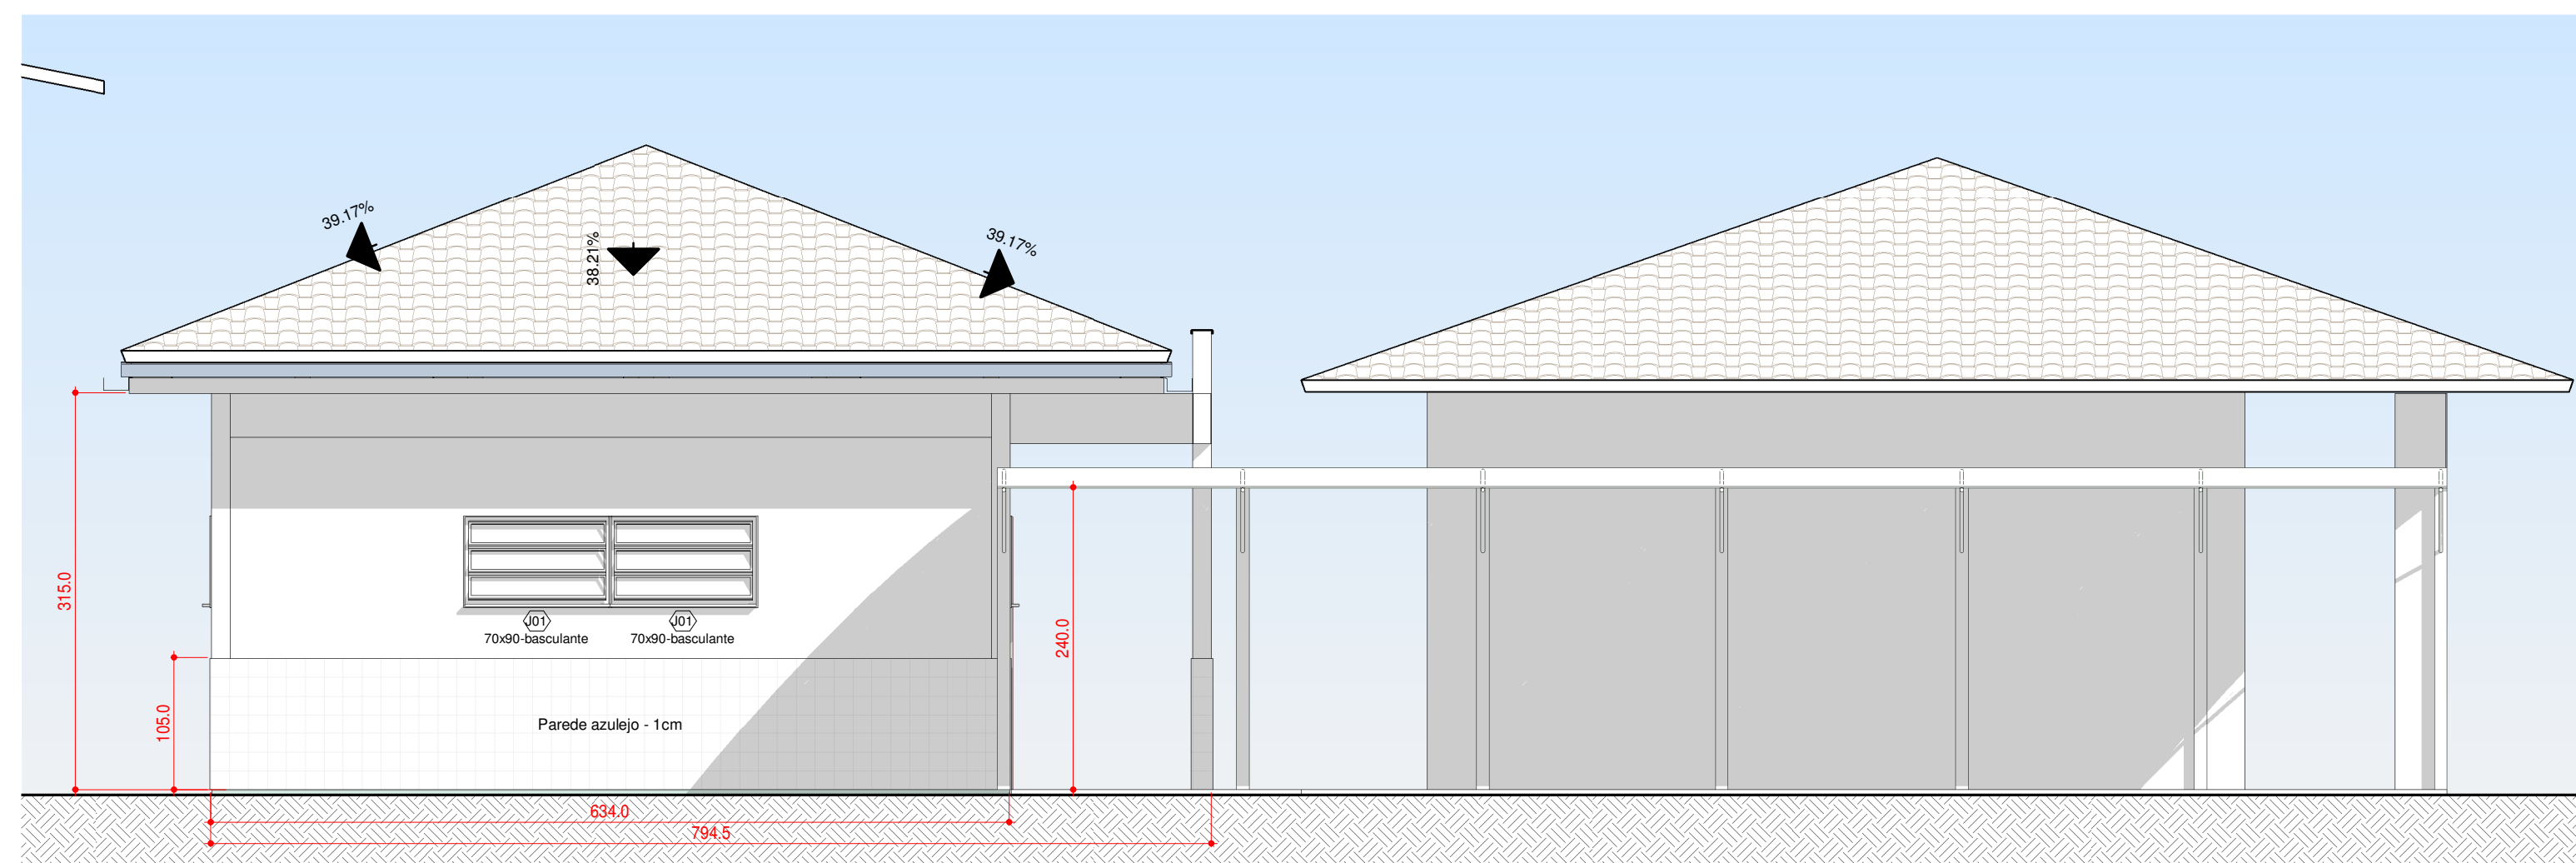 39.17%
38.21%
39.17%
315.0
105.0
240.0
J01
J01
70x90-basculante
70x90-basculante
Parede azulejo - 1cm
634.0
794.5